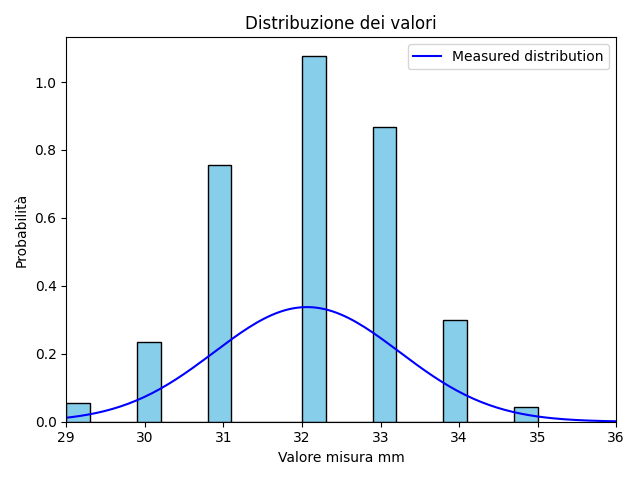 Distribuzione dei valori
Measured distribution
Probabilità
1.0
0.8
0.6
0.4
0.2
0.0
29 30 31 32 33 34 35 36
Valore misura mm